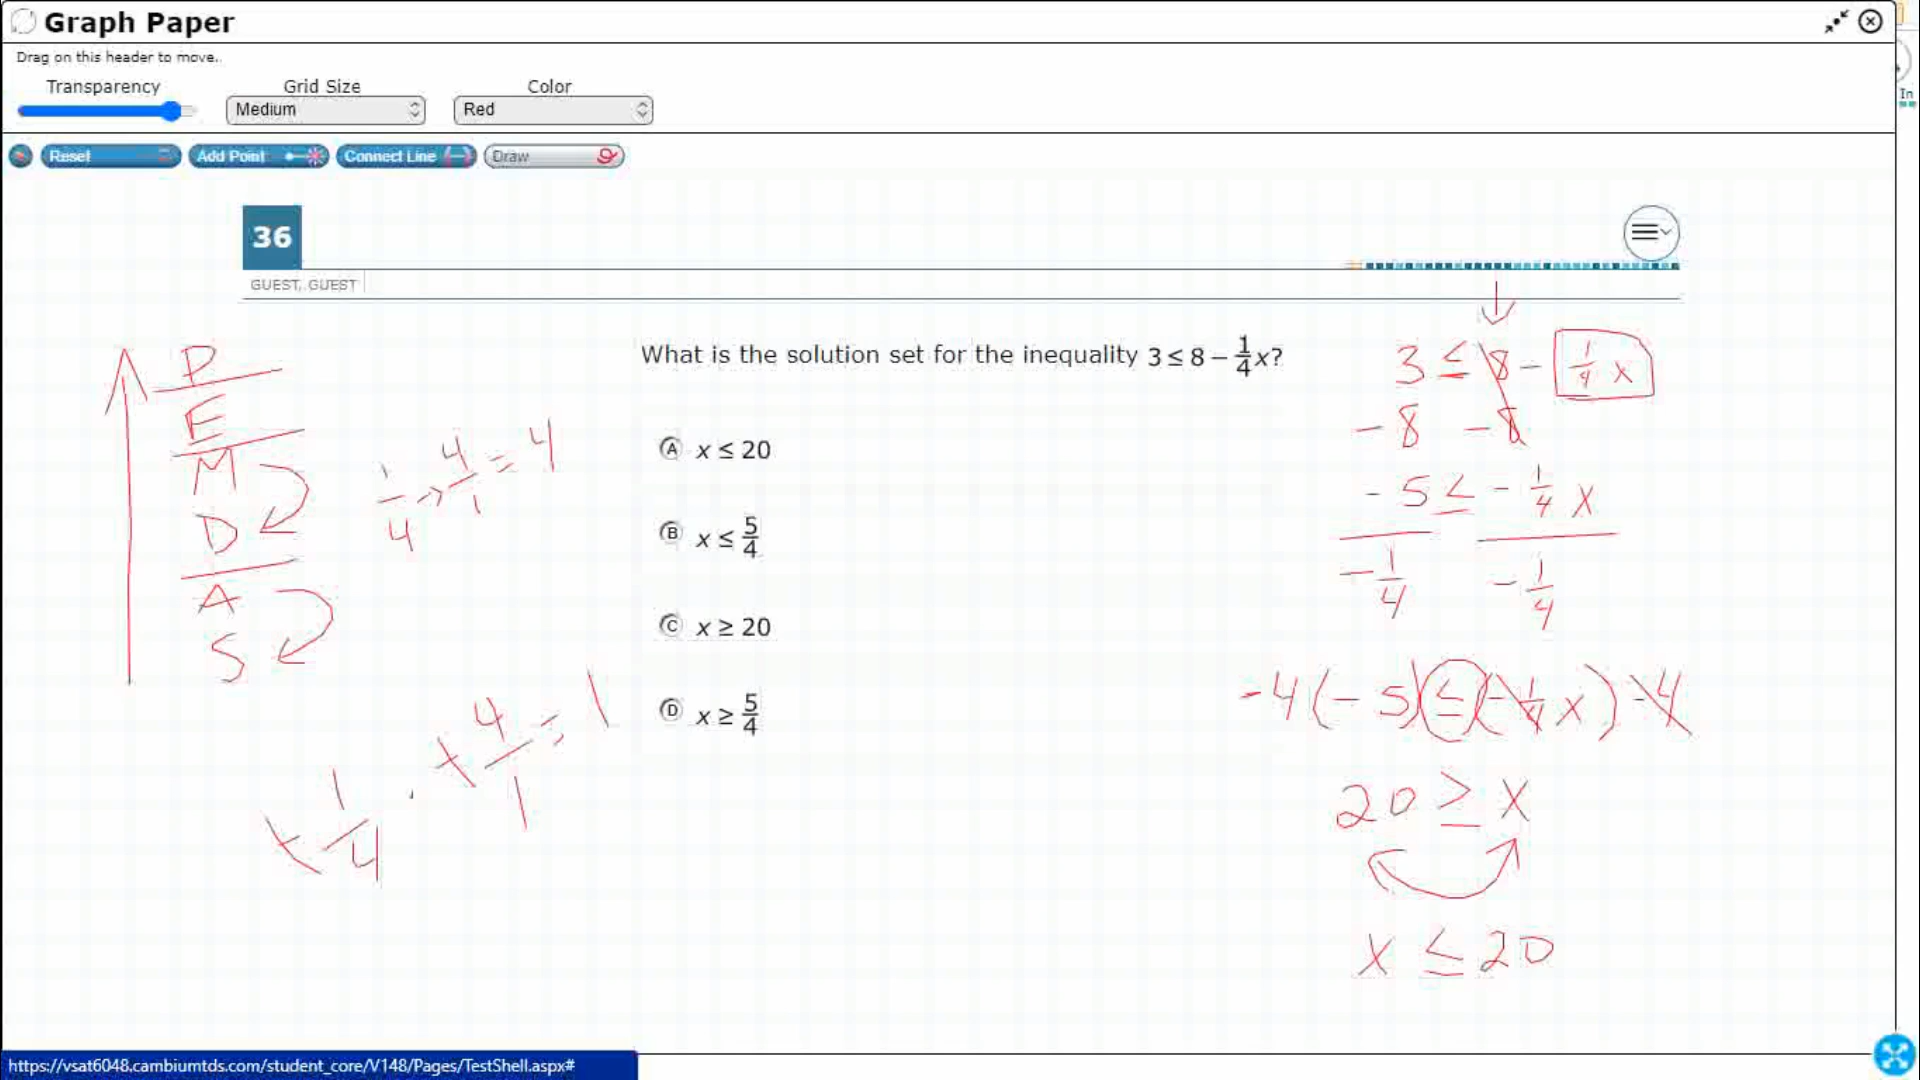 Graph Paper
Drag on this header to move..
Transparency
Grid Size
Color
Medium
Red
Reset
Add Point
Connect Line
Draw
In
36
GUEST, GUEST
What is the solution set for the inequality 3 ≤ 8 − 1/4 x?
A x ≤ 20
B x ≤ 5/4
C x ≥ 20
D x ≥ 5/4
P
E
M
D
A
S
1/4 → 4/1 = 4
+ 1/4 · + 4/1 = 1
3 ≤ 8 − 1/4 x
− 8 − 8
− 5 ≤ − 1/4 x
− 1/4 − 1/4
−4 (− 5) ≤ (− 1/4 x) −4
20 ≥ x
x ≤ 20
https://vsat6048.cambiumtds.com/student_core/V148/Pages/TestShell.aspx#